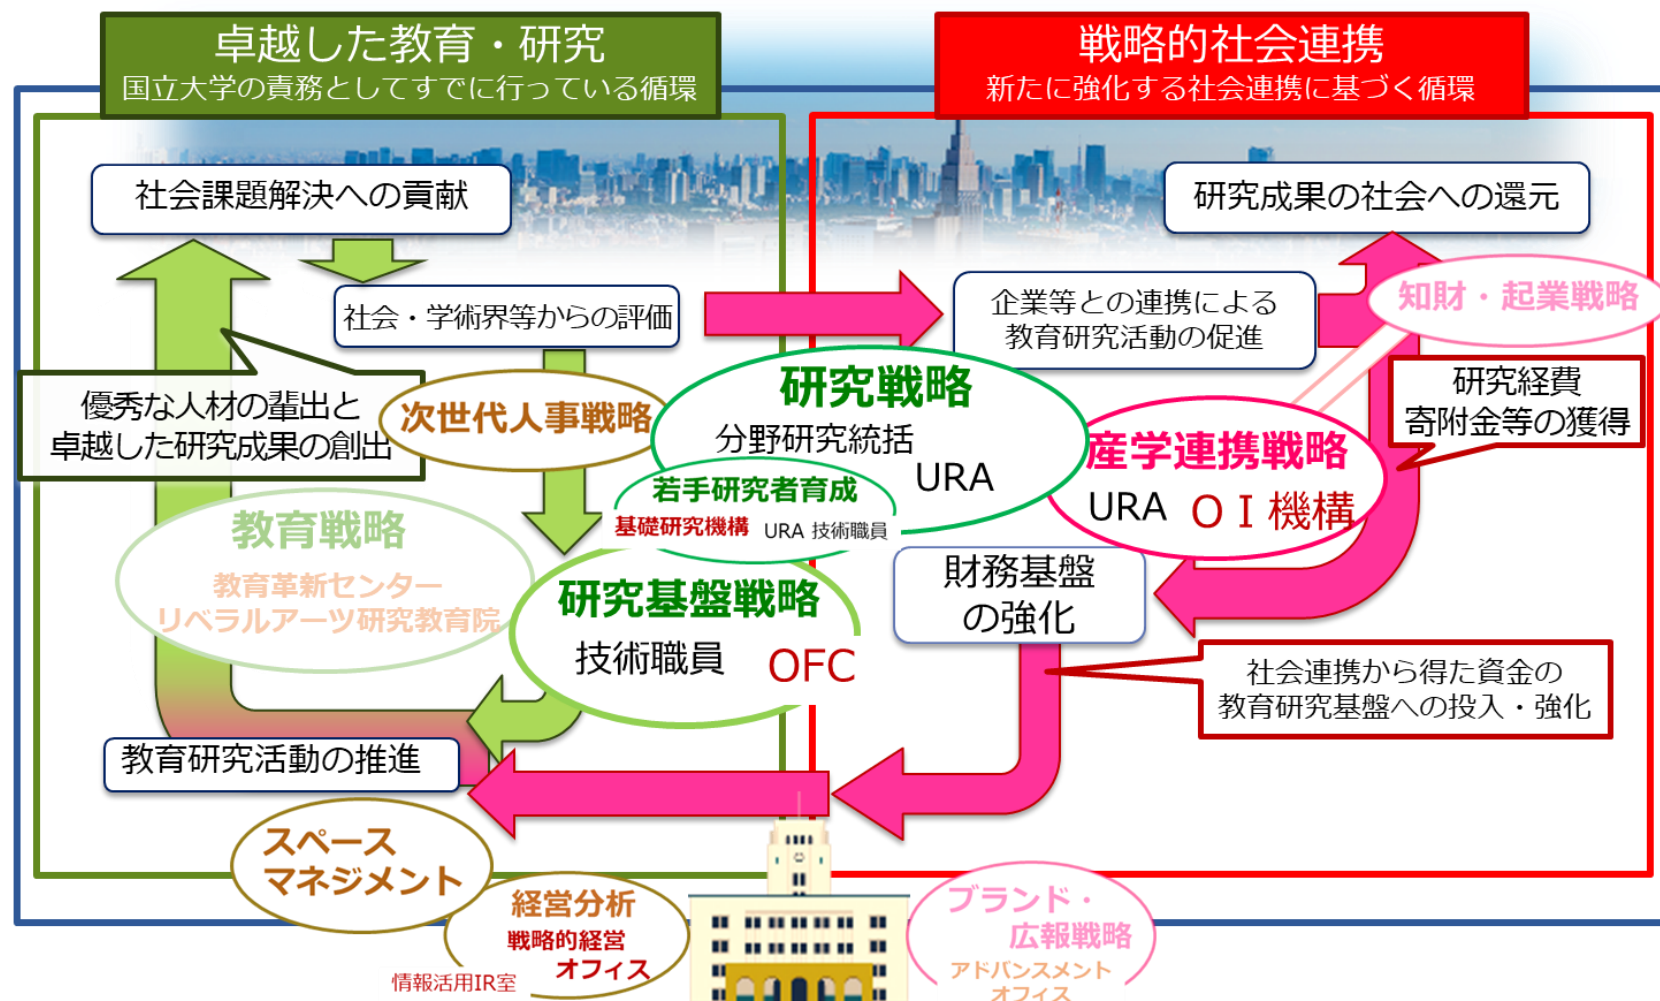 卓越した教育・研究
国立大学の責務としてすでに行っている循環
戦略的社会連携
新たに強化する社会連携に基づく循環
社会課題解決への貢献
研究成果の社会への還元
社会・学術界等からの評価
企業等との連携による
教育研究活動の促進
知財・起業戦略
優秀な人材の輩出と
卓越した研究成果の創出
次世代人事戦略
研究戦略
分野研究統括
URA
産学連携戦略
URA OI機構
研究経費
寄附金等の獲得
若手研究者育成
基礎研究機構 URA 技術職員
教育戦略
教育革新センター
リベラルアーツ研究教育院
研究基盤戦略
技術職員 OFC
財務基盤
の強化
社会連携から得た資金の
教育研究基盤への投入・強化
教育研究活動の推進
スペース
マネジメント
経営分析
戦略的経営
オフィス
情報活用IR室
ブランド・
広報戦略
アドバンスメント
オフィス